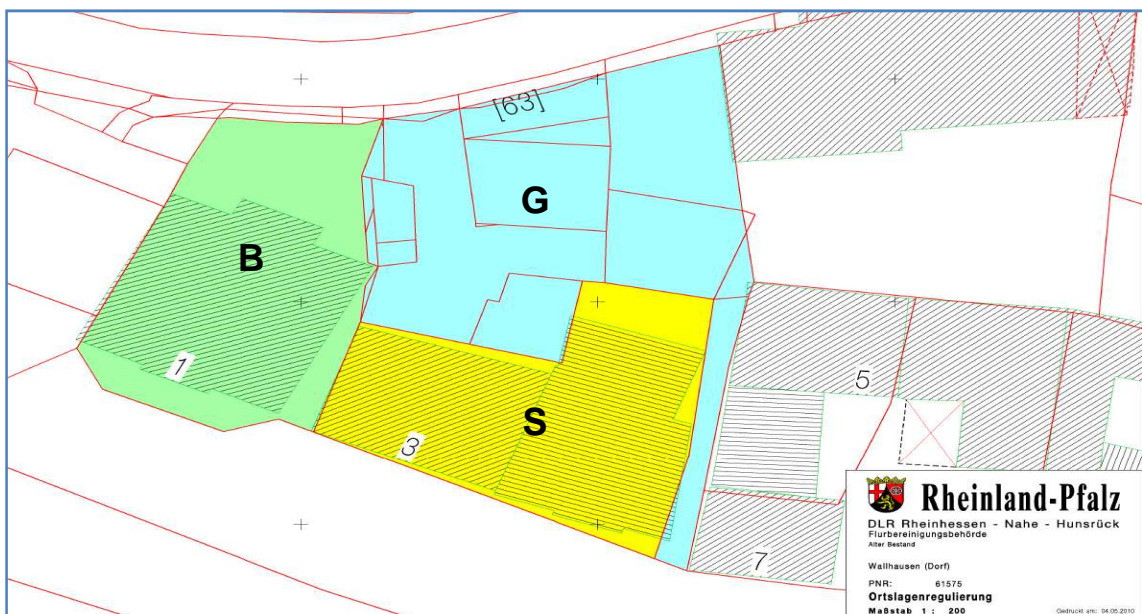 [63]
G
B
1
S
3
5
7
Rheinland-Pfalz
DLR Rheinhessen - Nahe - Hunsrück
Flurbereinigungsbehörde
Alter Bestand
Wallhausen (Dorf)
PNR: 61575
Ortslagenregulierung
Maßstab 1 : 200
Gedruckt am: 04.05.2010